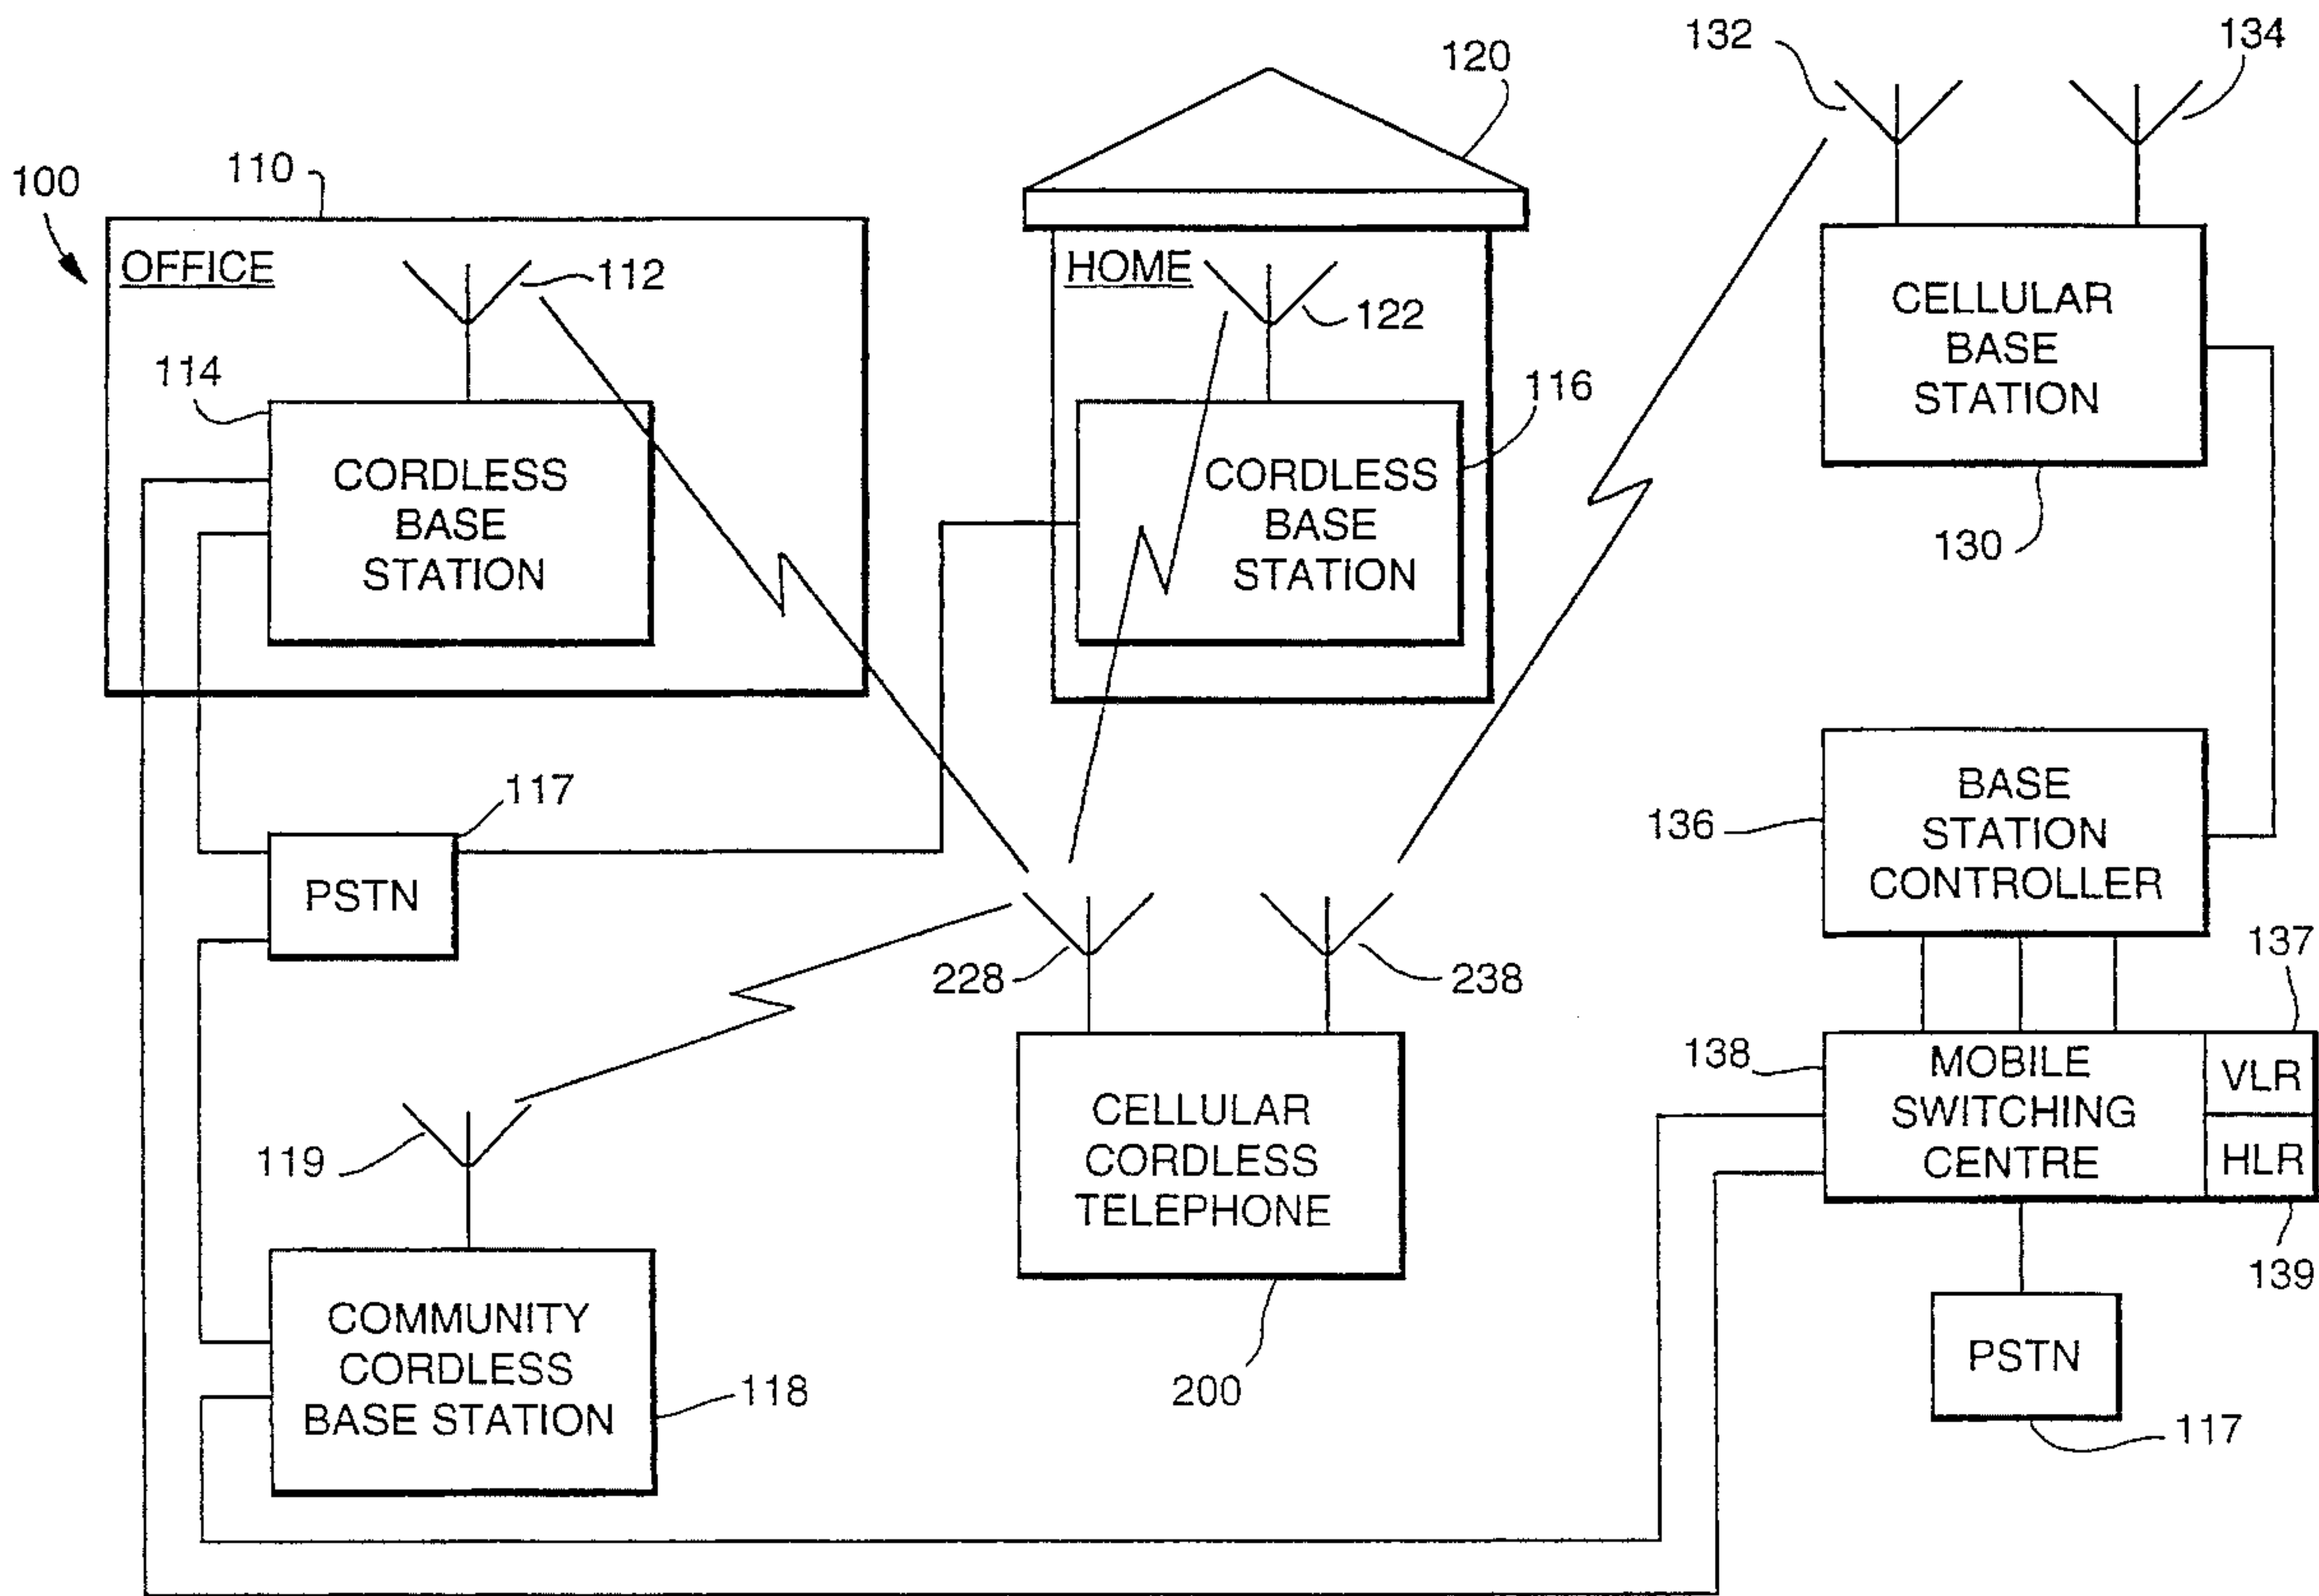 132
134
120
110
100
OFFICE
112
HOME
122
CELLULAR
BASE
STATION
114
116
CORDLESS
BASE
STATION
CORDLESS
BASE
STATION
130
117
BASE
STATION
CONTROLLER
136
PSTN
137
228
238
138
MOBILE
SWITCHING
CENTRE
VLR
HLR
119
CELLULAR
CORDLESS
TELEPHONE
139
COMMUNITY
CORDLESS
BASE STATION
118
200
PSTN
117